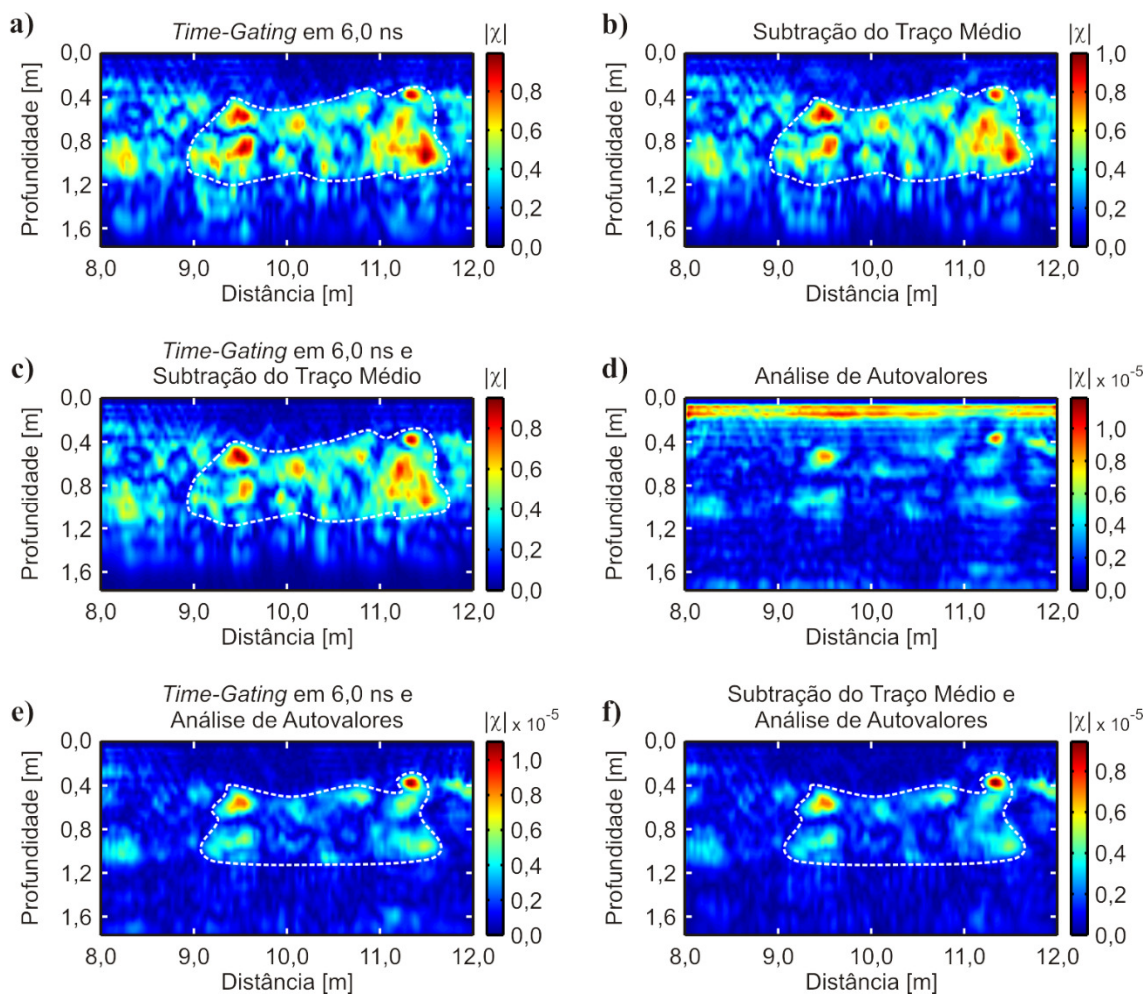 a)
Time-Gating em 6,0 ns
|χ|
Profundidade [m]
0,0
0,4
0,8
1,2
1,6
8,0 9,0 10,0 11,0 12,0
Distância [m]
0,8
0,6
0,4
0,2
0,0
b)
Subtração do Traço Médio
|χ|
Profundidade [m]
0,0
0,4
0,8
1,2
1,6
8,0 9,0 10,0 11,0 12,0
Distância [m]
1,0
0,8
0,6
0,4
0,2
0,0
c)
Time-Gating em 6,0 ns e
Subtração do Traço Médio
|χ|
Profundidade [m]
0,0
0,4
0,8
1,2
1,6
8,0 9,0 10,0 11,0 12,0
Distância [m]
0,8
0,6
0,4
0,2
0,0
d)
Análise de Autovalores
|χ| x 10-5
Profundidade [m]
0,0
0,4
0,8
1,2
1,6
8,0 9,0 10,0 11,0 12,0
Distância [m]
1,0
0,8
0,6
0,4
0,2
0,0
e)
Time-Gating em 6,0 ns e
Análise de Autovalores
|χ| x 10-5
Profundidade [m]
0,0
0,4
0,8
1,2
1,6
8,0 9,0 10,0 11,0 12,0
Distância [m]
1,0
0,8
0,6
0,4
0,2
0,0
f)
Subtração do Traço Médio e
Análise de Autovalores
|χ| x 10-5
Profundidade [m]
0,0
0,4
0,8
1,2
1,6
8,0 9,0 10,0 11,0 12,0
Distância [m]
0,8
0,6
0,4
0,2
0,0